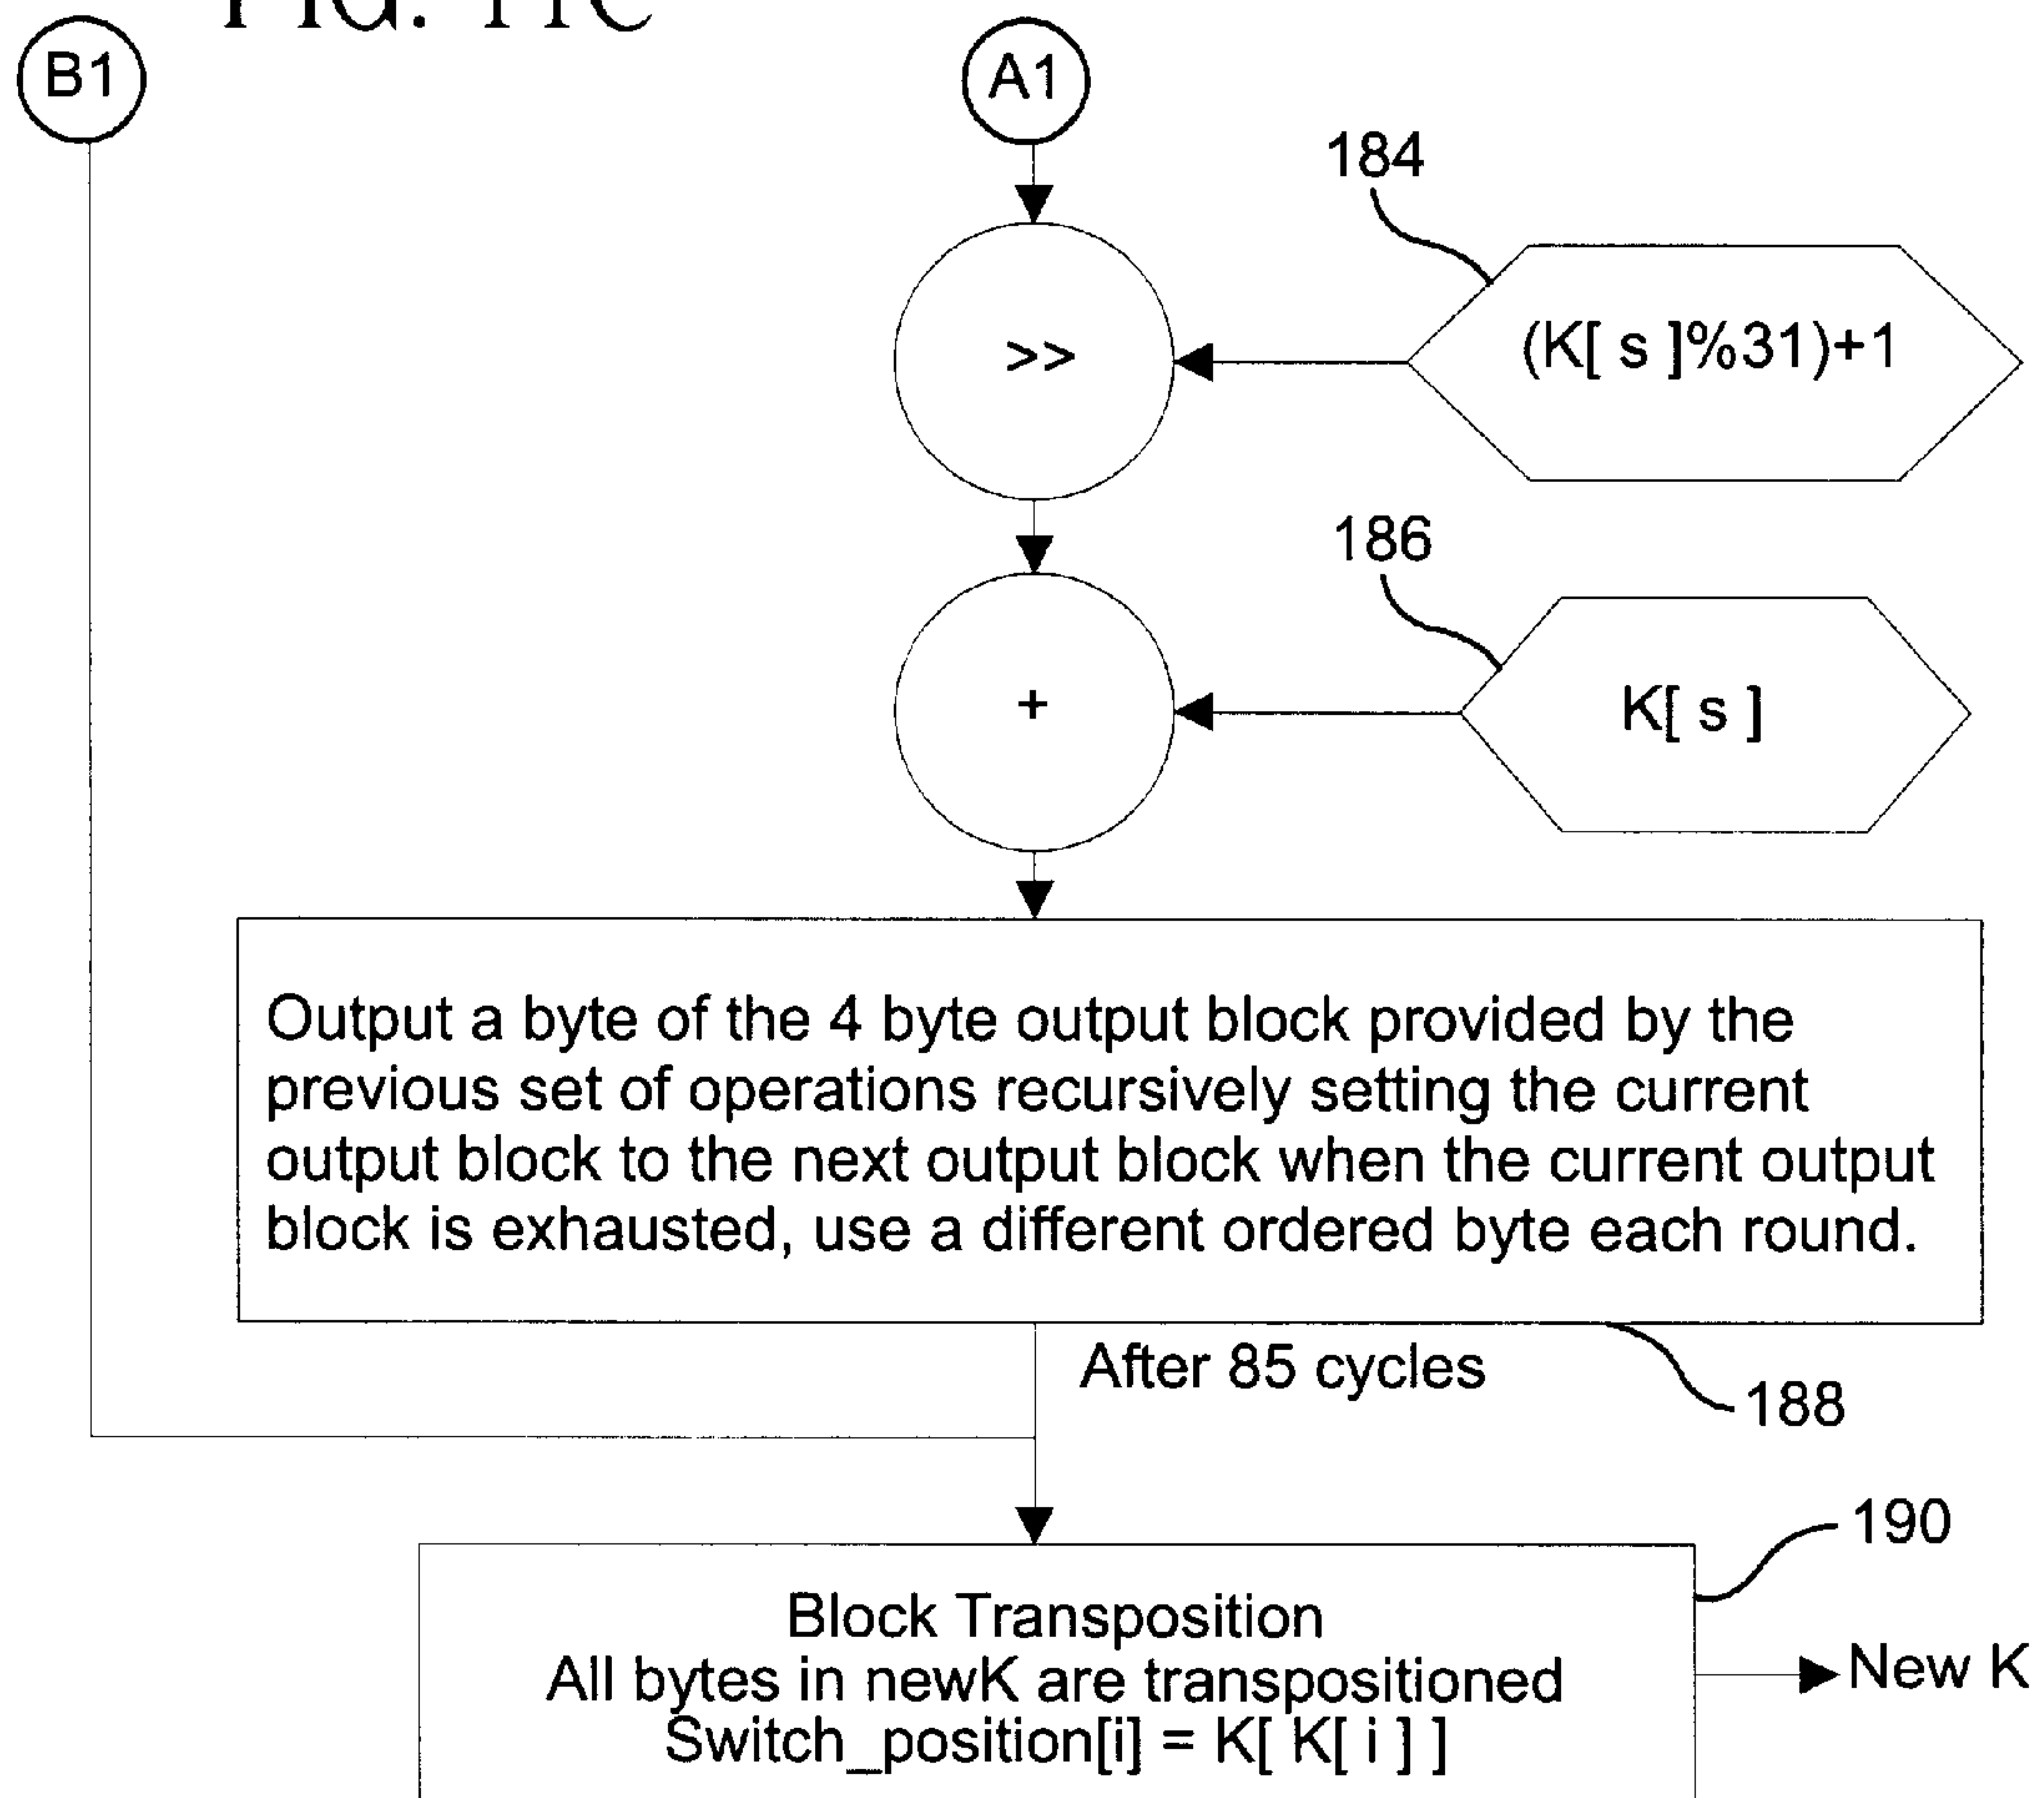 FIG. 11C
B1
A1
184
>>
(K[ s ]%31)+1
186
+
K[ s ]
Output a byte of the 4 byte output block provided by the
previous set of operations recursively setting the current
output block to the next output block when the current output
block is exhausted, use a different ordered byte each round.
After 85 cycles
188
190
Block Transposition
All bytes in newK are transpositioned
Switch_position[i] = K[ K[ i ] ]
New K